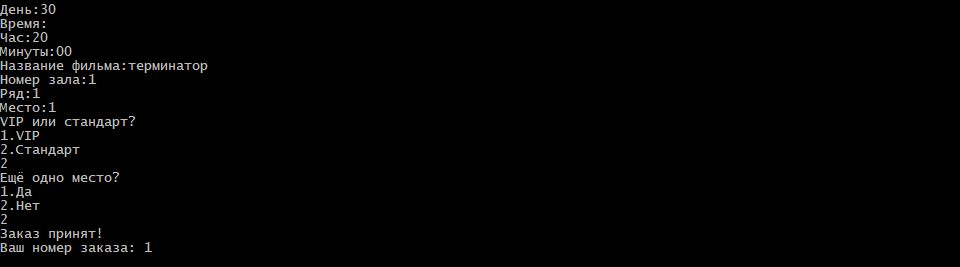 День:30
Время:
Час:20
Минуты:00
Название фильма:терминатор
Номер зала:1
Ряд:1
Место:1
VIP или стандарт?
1.VIP
2.Стандарт
2
Ещё одно место?
1.Да
2.Нет
2
Заказ принят!
Ваш номер заказа: 1